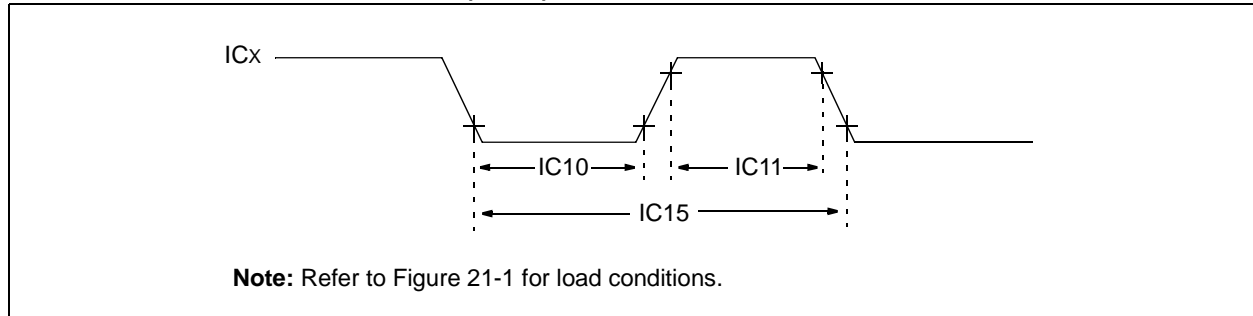 ICX
IC10
IC11
IC15
Note: Refer to Figure 21-1 for load conditions.